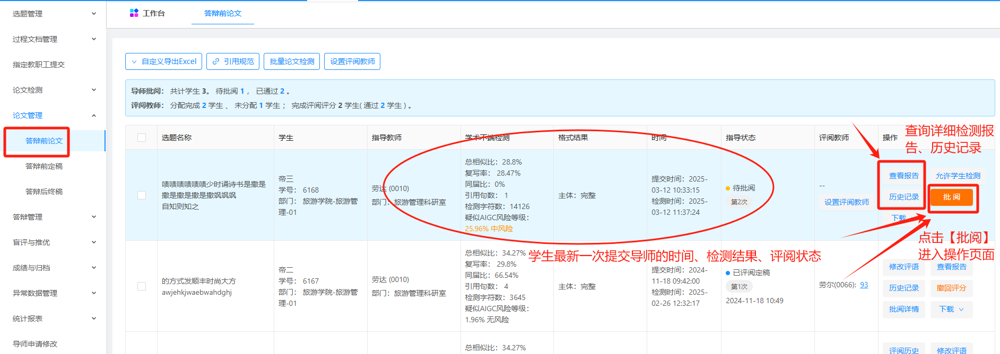 选题管理
过程文档管理
指定教职工提交
论文检测
论文管理
答辩前论文
答辩前定稿
答辩后终稿
答辩管理
盲评与推优
成绩与归档
异常数据管理
统计报表
导师申请修改
工作台
答辩前论文
自定义导出Excel
引用规范
批量论文检测
设置评阅教师
导师批阅： 共计学生 3。 待批阅 1 ， 已通过 2 。
评阅教师： 分配完成 2 学生 、 未分配 1 学生 ； 完成评阅评分 2 学生( 通过 2 学生 ) 。
选题名称
学生
指导教师
学术不端检测
格式结果
时间
指导状态
评阅教师
操作
查询详细检测报
告、历史记录
啧啧啧啧啧啧少时诵诗书是撒是
撒是撒是撒是撒飒飒飒
自知则知之
帝三
学号： 6168
部门： 旅游学院-旅游管
理-01
劳达 (0010)
部门：旅游管理科研室
总相似比：28.8%
复写率： 28.47%
同届比：0%
引用句数： 1
检测字符数：14126
疑似AIGC风险等级：
25.96% 中风险
主体：完整
提交时间：2025-
03-12 10:33:15
检测时间：2025-
03-12 11:37:24
待批阅
第2次
--
设置评阅教师
查看报告
允许学生检测
历史记录
批 阅
下载
点击【批阅】
进入操作页面
学生最新一次提交导师的时间、检测结果、评阅状态
的方式发顺丰时尚大方
awjehkjwaebwahdghj
帝二
学号： 6167
部门： 旅游学院-旅游管
理-01
劳达 (0010)
部门：旅游管理科研室
总相似比：34.27%
复写率： 29.8%
同届比：66.54%
引用句数： 4
检测字符数：3645
疑似AIGC风险等级：
1.96% 无风险
主体：完整
提交时间：2024-
11-18 09:42:00
检测时间：2025-
02-26 12:32:17
已评阅定稿
第1次
2024-11-18 10:49
劳尔(0066): 93
修改评语
查看报告
历史记录
撤回评分
批阅详情
下载
总相似比：34.27%
评阅历史
修改评语